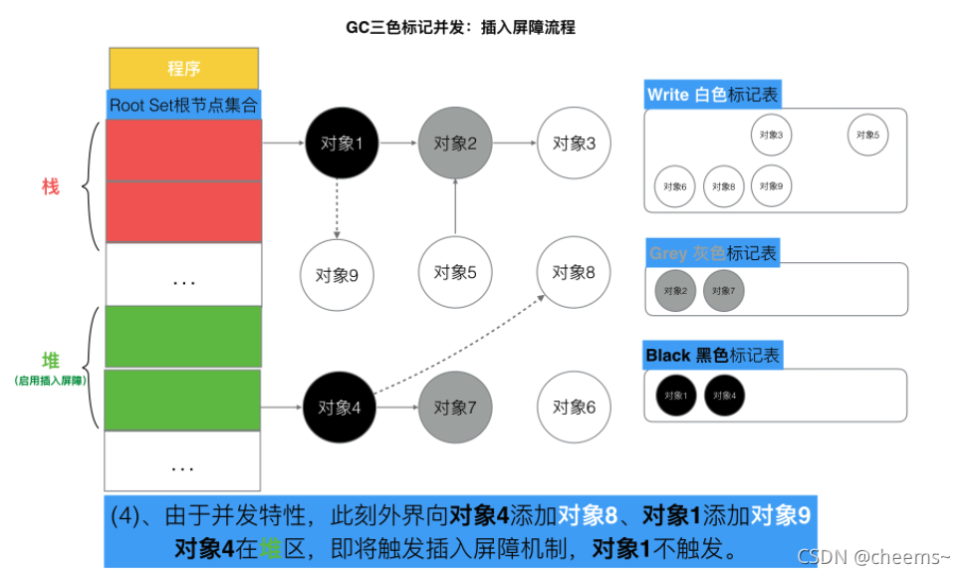 GC三色标记并发：插入屏障流程
程序
Root Set根节点集合
栈
...
堆
(启用插入屏障)
...
对象1
对象2
对象3
对象9
对象5
对象8
对象4
对象7
对象6
Write 白色标记表
对象3
对象5
对象6
对象8
对象9
Grey 灰色标记表
对象2
对象7
Black 黑色标记表
对象1
对象4
(4)、由于并发特性，此刻外界向对象4添加对象8、对象1添加对象9
对象4在堆区，即将触发插入屏障机制，对象1不触发。
CSDN @cheems~